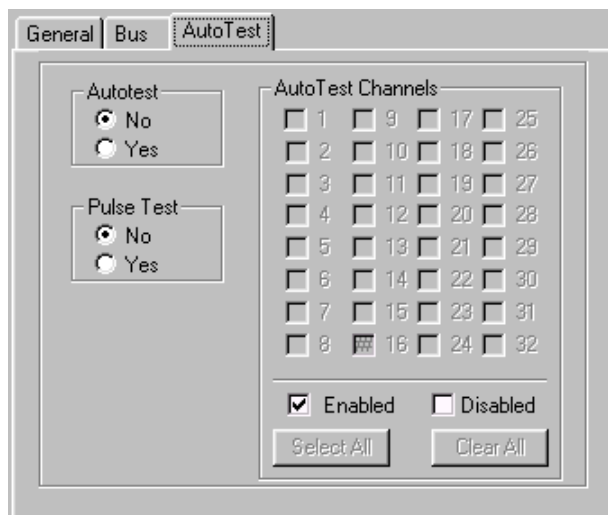 General Bus AutoTest
Autotest
No
Yes
Pulse Test
No
Yes
AutoTest Channels
1 9 17 25
2 10 18 26
3 11 19 27
4 12 20 28
5 13 21 29
6 14 22 30
7 15 23 31
8 16 24 32
Enabled Disabled
Select All Clear All